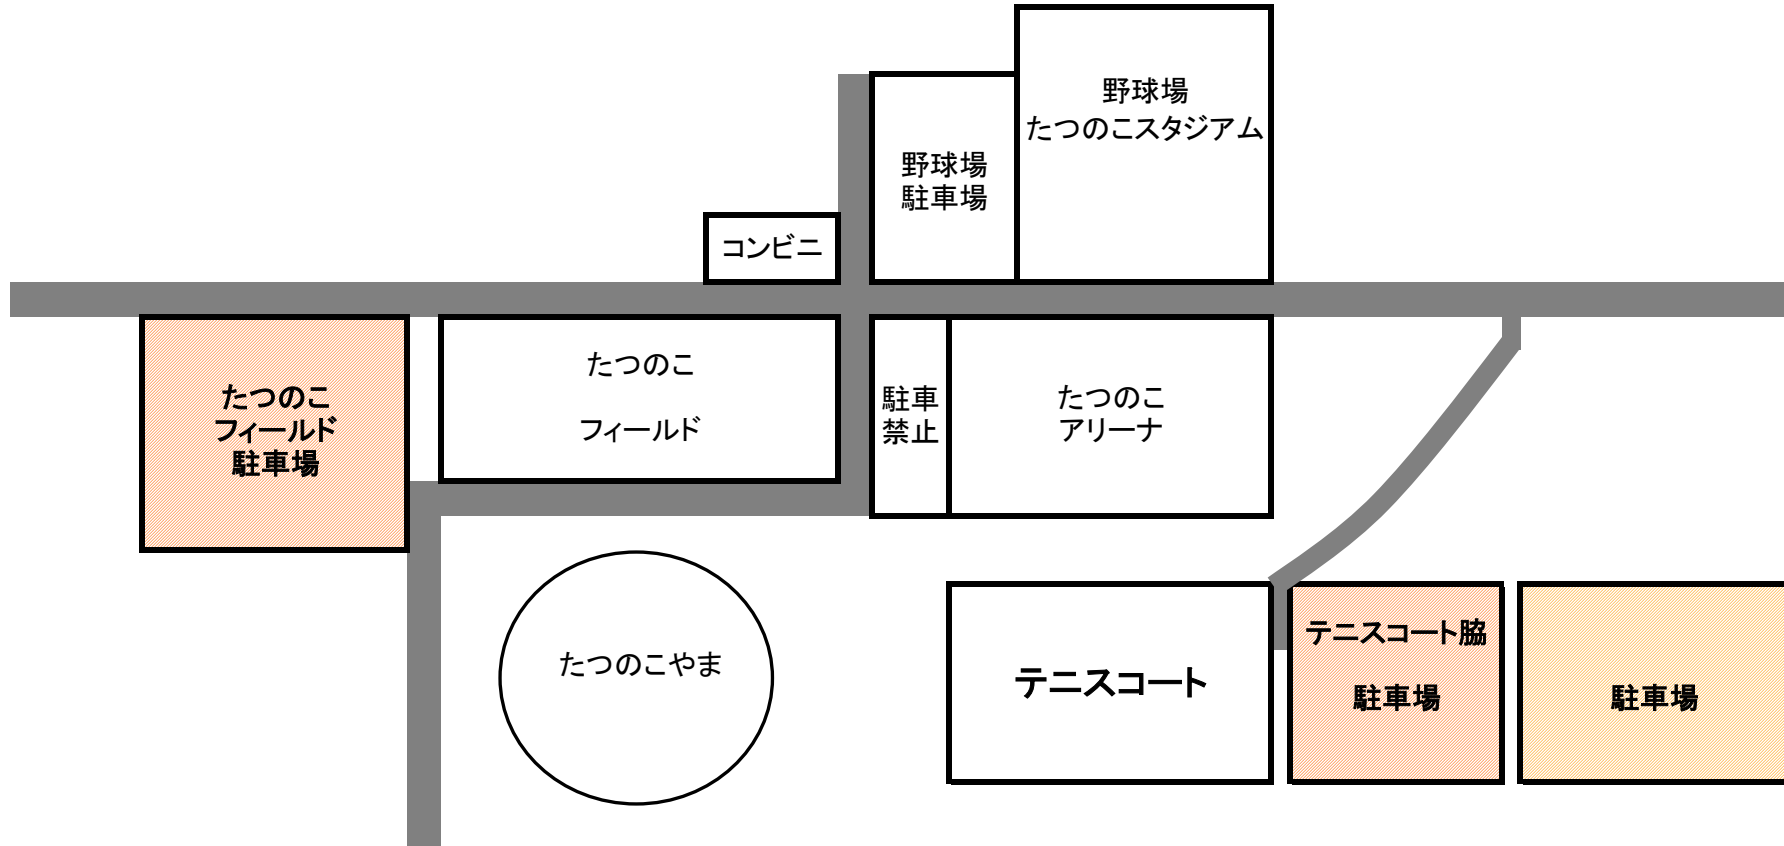 野球場
たつのこスタジアム
野球場
駐車場
コンビニ
たつのこ
フィールド
駐車場
たつのこ
フィールド
駐車
禁止
たつのこ
アリーナ
たつのこやま
テニスコート
テニスコート脇
駐車場
駐車場